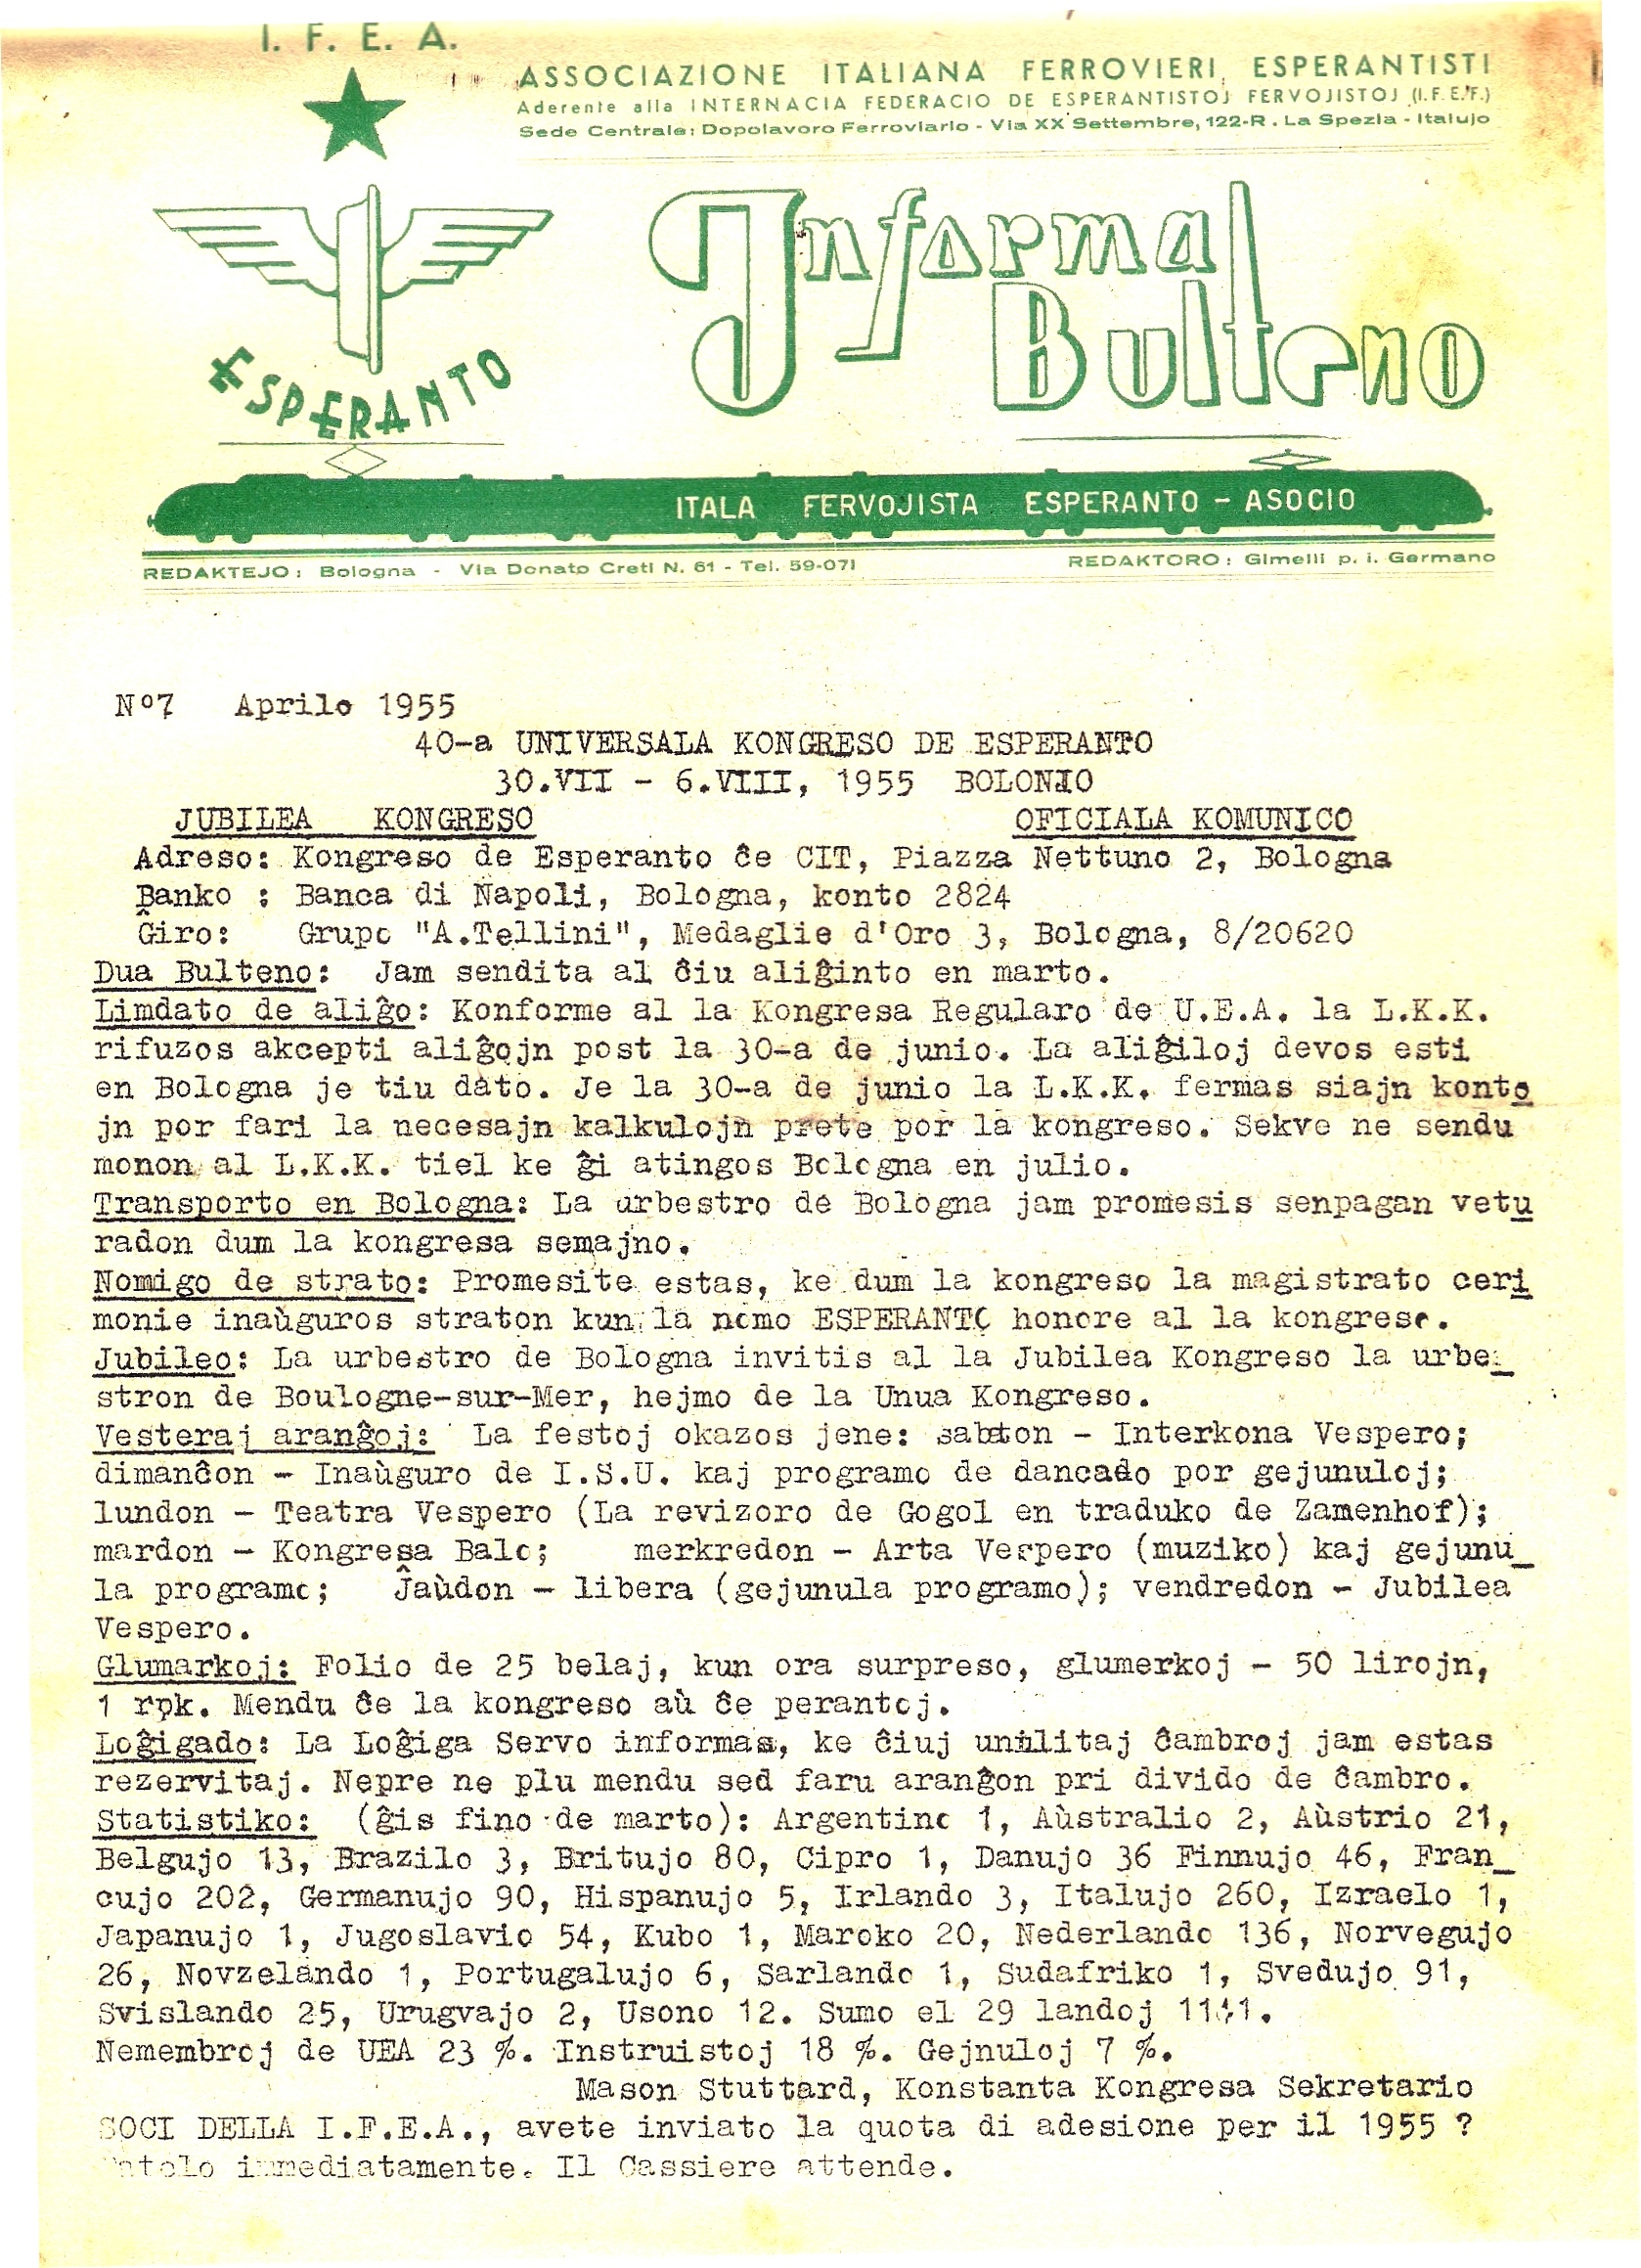 I. F. E. A.
ASSOCIAZIONE ITALIANA FERROVIERI ESPERANTISTI
Aderente alla INTERNACIA FEDERACIO DE ESPERANTISTOJ FERVOJISTOJ (I.F.E.F.)
Sede Centrale: Dopolavoro Ferroviario - Via XX Settembre, 122-R. La Spezia - Italujo
Informa
Bulteno
ESPERANTO
ITALA FERVOJISTA ESPERANTO - ASOCIO
REDAKTEJO: Bologna - Via Donato Creti N. 61 - Tel. 59-071 REDAKTORO: Gimelli p. i. Germano
Nº7 Aprilo 1955
40-a UNIVERSALA KONGRESO DE ESPERANTO
30.VII - 6.VIII, 1955 BOLONJO
JUBILEA KONGRESO OFICIALA KOMUNICO
Adreso: Kongreso de Esperanto ĉe CIT, Piazza Nettuno 2, Bologna
Banko : Banca di Napoli, Bologna, konto 2824
Ĝiro: Grupo "A.Tellini", Medaglie d'Oro 3, Bologna, 8/20620
Dua Bulteno: Jam sendita al ĉiu aliĝinto en marto.
Limdato de aliĝo: Konforme al la Kongresa Regularo de U.E.A. la L.K.K.
rifuzos akcepti aliĝojn post la 30-a de junio. La aliĝiloj devos esti
en Bologna je tiu dato. Je la 30-a de junio la L.K.K. fermas siajn konto
jn por fari la necesajn kalkulojn prete por la kongreso. Sekve ne sendu
monon al L.K.K. tiel ke ĝi atingos Bologna en julio.
Transporto en Bologna: La urbestro de Bologna jam promesis senpagan vetu
radon dum la kongresa semajno.
Nomigo de strato: Promesite estas, ke dum la kongreso la magistrato ceri
monie inaùguros straton kun la nomo ESPERANTO honore al la kongreso.
Jubileo: La urbestro de Bologna invitis al la Jubilea Kongreso la urbe_
stron de Boulogne-sur-Mer, hejmo de la Unua Kongreso.
Vesteraj aranĝoj: La festoj okazos jene: sabaton - Interkona Vespero;
dimanĉon - Inaùguro de I.S.U. kaj programo de dancado por gejunuloj;
lundon - Teatra Vespero (La revizoro de Gogol en traduko de Zamenhof);
mardon - Kongresa Balo; merkredon - Arta Vespero (muziko) kaj gejunu_
la programo; Ĵaùdon - libera (gejunula programo); vendredon - Jubilea
Vespero.
Glumarkoj: Folio de 25 belaj, kun ora surpreso, glumerkoj - 50 lirojn,
1 rpk. Mendu ĉe la kongreso aù ĉe perantoj.
Loĝigado: La Loĝiga Servo informas, ke ĉiuj unulitaj ĉambroj jam estas
rezervitaj. Nepre ne plu mendu sed faru aranĝon pri divido de ĉambro.
Statistiko: (ĝis fino de marto): Argentino 1, Aùstralio 2, Aùstrio 21,
Belgujo 13, Brazilo 3, Britujo 80, Cipro 1, Danujo 36 Finnujo 46, Fran_
cujo 202, Germanujo 90, Hispanujo 5, Irlando 3, Italujo 260, Izraelo 1,
Japanujo 1, Jugoslavio 54, Kubo 1, Maroko 20, Nederlando 136, Norvegujo
26, Novzelando 1, Portugalujo 6, Sarlando 1, Sudafriko 1, Svedujo 91,
Svislando 25, Urugvajo 2, Usono 12. Sumo el 29 landoj 1141.
Nemembroj de UEA 23 %. Instruistoj 18 %. Gejnuloj 7 %.
Mason Stuttard, Konstanta Kongresa Sekretario
SOCI DELLA I.F.E.A., avete inviato la quota di adesione per il 1955 ?
immediatamente. Il Cassiere attende.